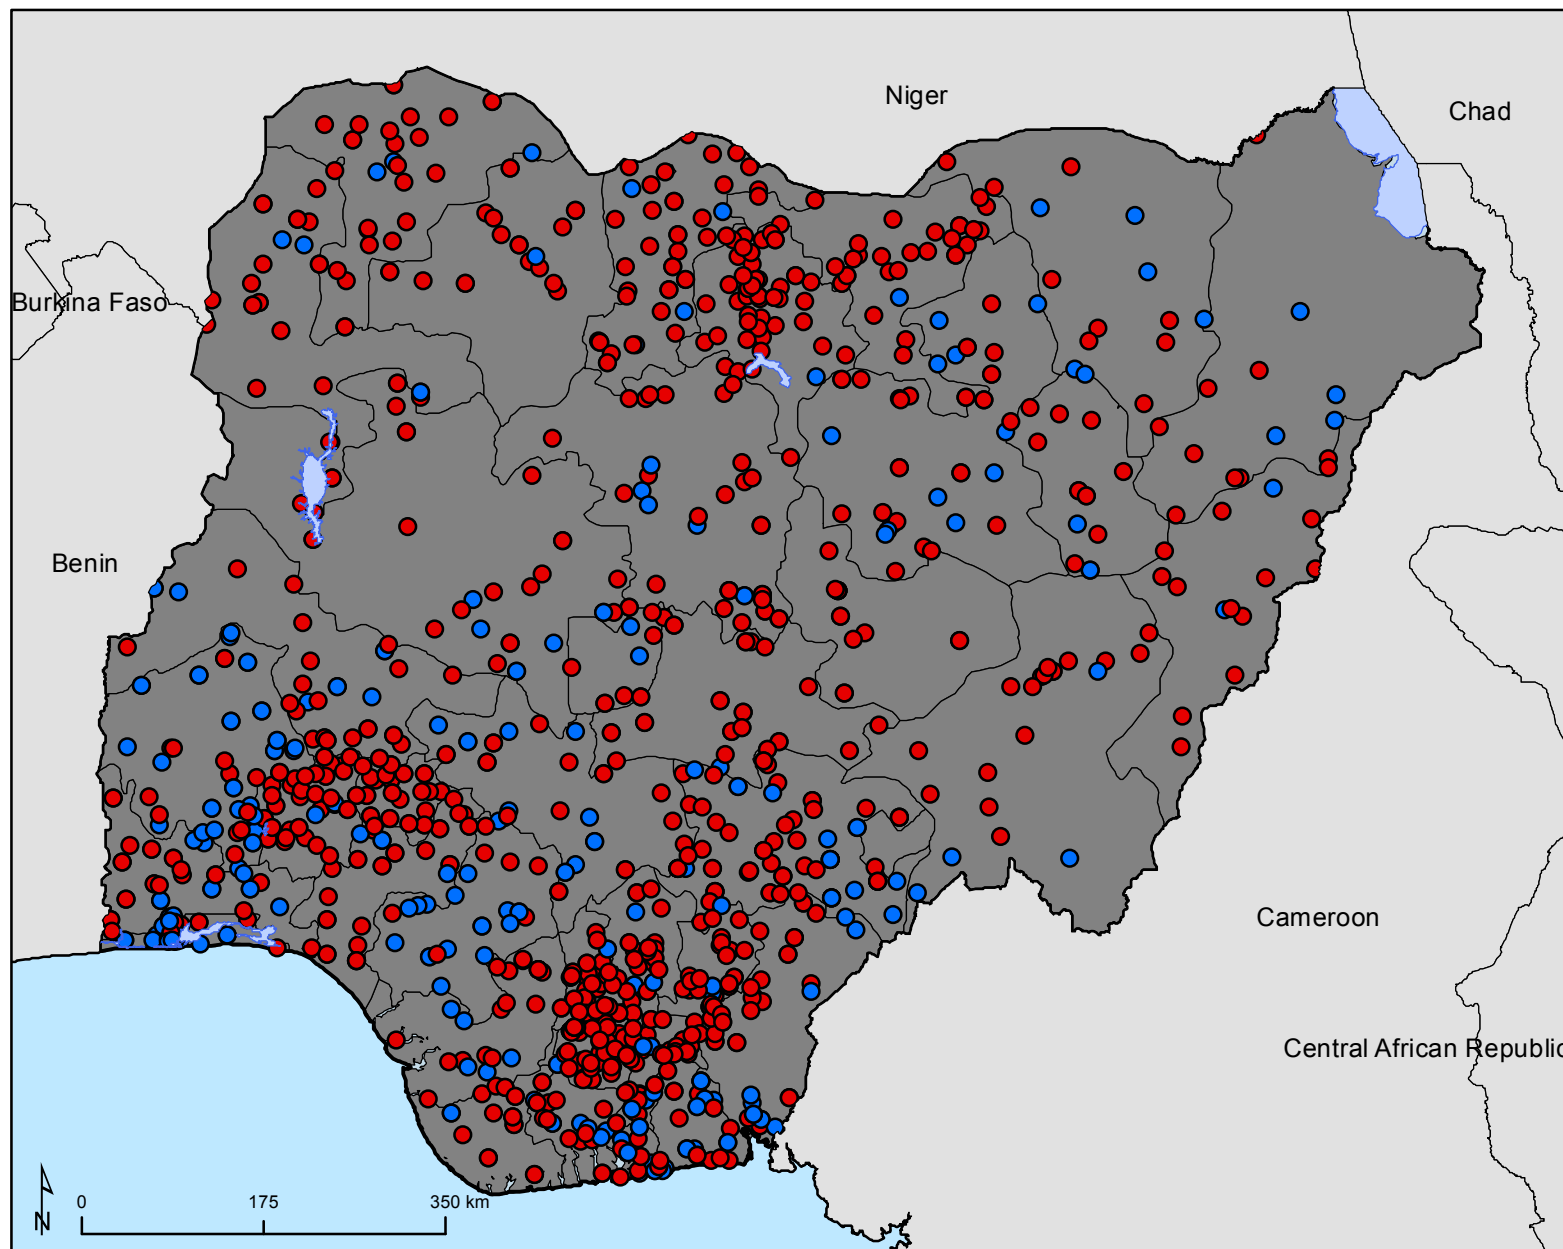 Niger
Chad
Burkina Faso
Benin
Cameroon
Central African Republic
N
0 175 350 km